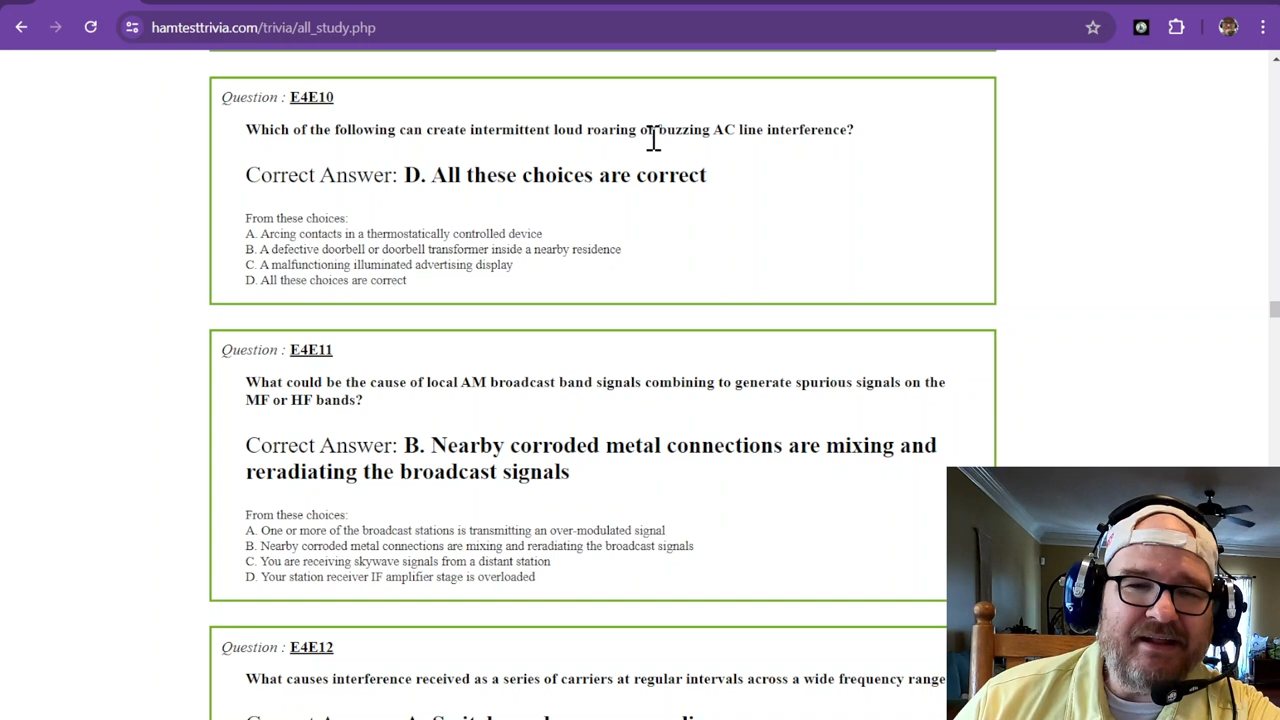 hamtesttrivia.com/trivia/all_study.php
Question : E4E10
Which of the following can create intermittent loud roaring or buzzing AC line interference?
Correct Answer: D. All these choices are correct
From these choices:
A. Arcing contacts in a thermostatically controlled device
B. A defective doorbell or doorbell transformer inside a nearby residence
C. A malfunctioning illuminated advertising display
D. All these choices are correct
Question : E4E11
What could be the cause of local AM broadcast band signals combining to generate spurious signals on the
MF or HF bands?
Correct Answer: B. Nearby corroded metal connections are mixing and
reradiating the broadcast signals
From these choices:
A. One or more of the broadcast stations is transmitting an over-modulated signal
B. Nearby corroded metal connections are mixing and reradiating the broadcast signals
C. You are receiving skywave signals from a distant station
D. Your station receiver IF amplifier stage is overloaded
Question : E4E12
What causes interference received as a series of carriers at regular intervals across a wide frequency range
Correct Answer: A.